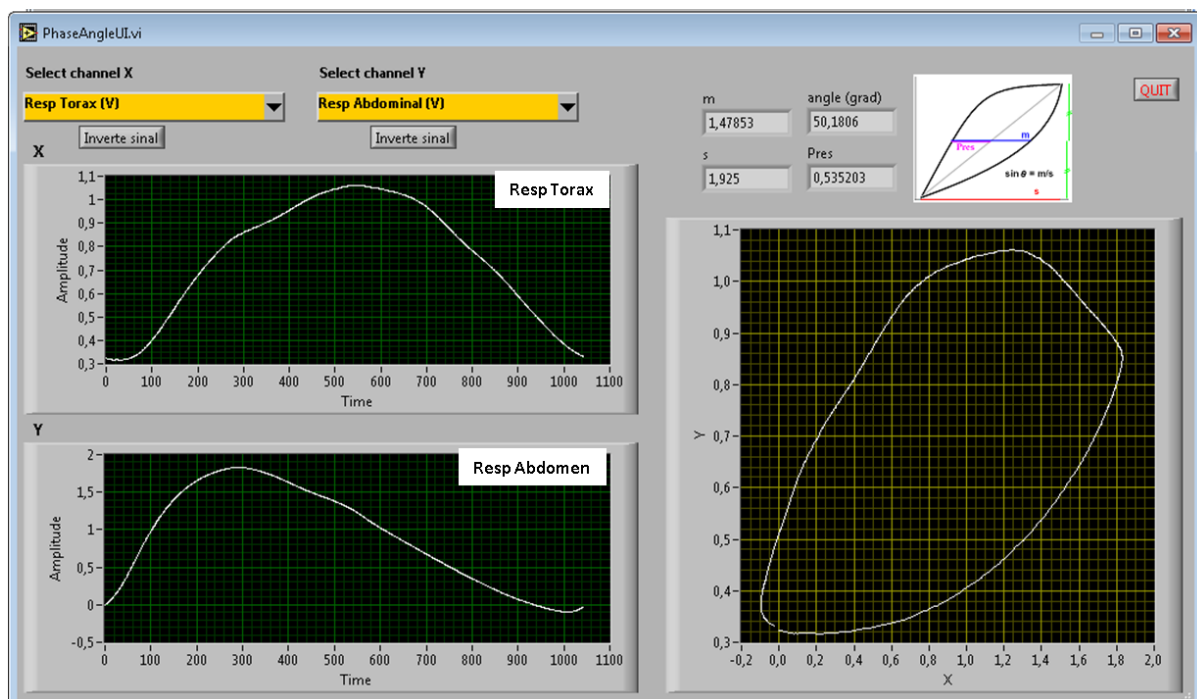 PhaseAngleUI.vi
Select channel X
Select channel Y
Resp Torax (V)
Resp Abdominal (V)
Inverte sinal
Inverte sinal
m
angle (grad)
1,47853
50,1806
s
Pres
1,925
0,535203
m
Pres
sin θ = m/s
s
QUIT
X
Resp Torax
Amplitude
1,1
1
0,9
0,8
0,7
0,6
0,5
0,4
0,3
0 100 200 300 400 500 600 700 800 900 1000 1100
Time
Y
Resp Abdomen
Amplitude
2
1,5
1
0,5
0
-0,5
0 100 200 300 400 500 600 700 800 900 1000 1100
Time
Y
1,1
1,0
0,9
0,8
0,7
0,6
0,5
0,4
0,3
-0,2 0,0 0,2 0,4 0,6 0,8 1,0 1,2 1,4 1,6 1,8 2,0
X